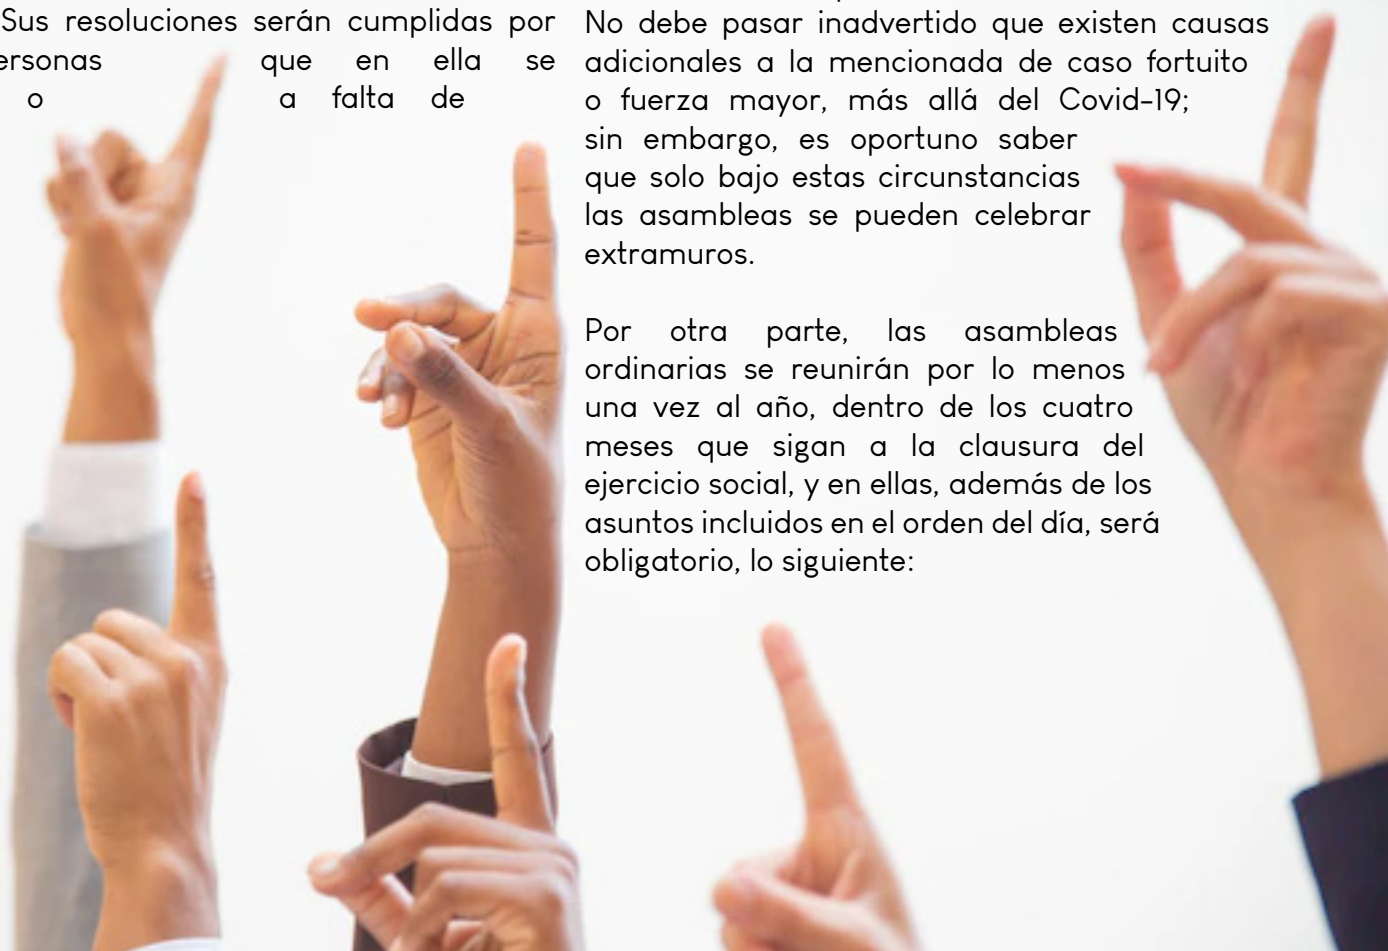 Sus resoluciones serán cumplidas por
ersonas que en ella se
o a falta de
No debe pasar inadvertido que existen causas
adicionales a la mencionada de caso fortuito
o fuerza mayor, más allá del Covid-19;
sin embargo, es oportuno saber
que solo bajo estas circunstancias
las asambleas se pueden celebrar
extramuros.
Por otra parte, las asambleas
ordinarias se reunirán por lo menos
una vez al año, dentro de los cuatro
meses que sigan a la clausura del
ejercicio social, y en ellas, además de los
asuntos incluidos en el orden del día, será
obligatorio, lo siguiente: